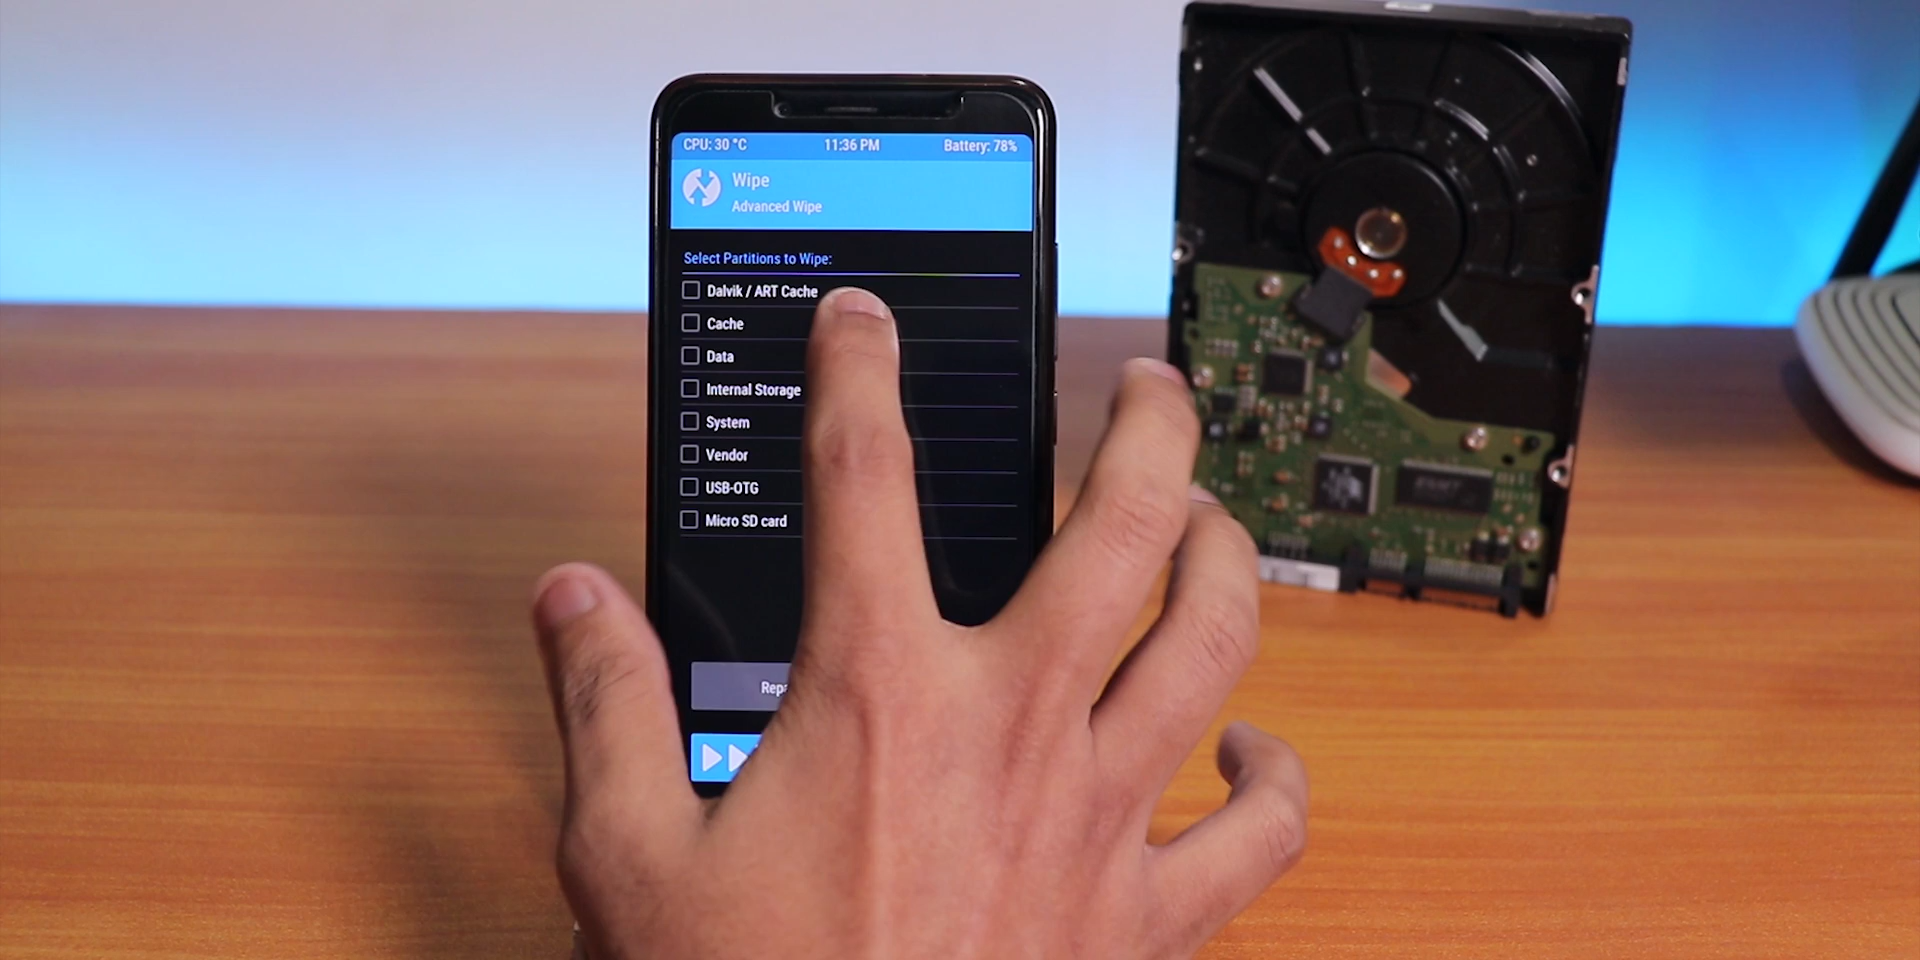 CPU: 30 °C 11:36 PM Battery: 78%
Wipe
Advanced Wipe
Select Partitions to Wipe:
Dalvik / ART Cache
Cache
Data
Internal Storage
System
Vendor
USB-OTG
Micro SD card